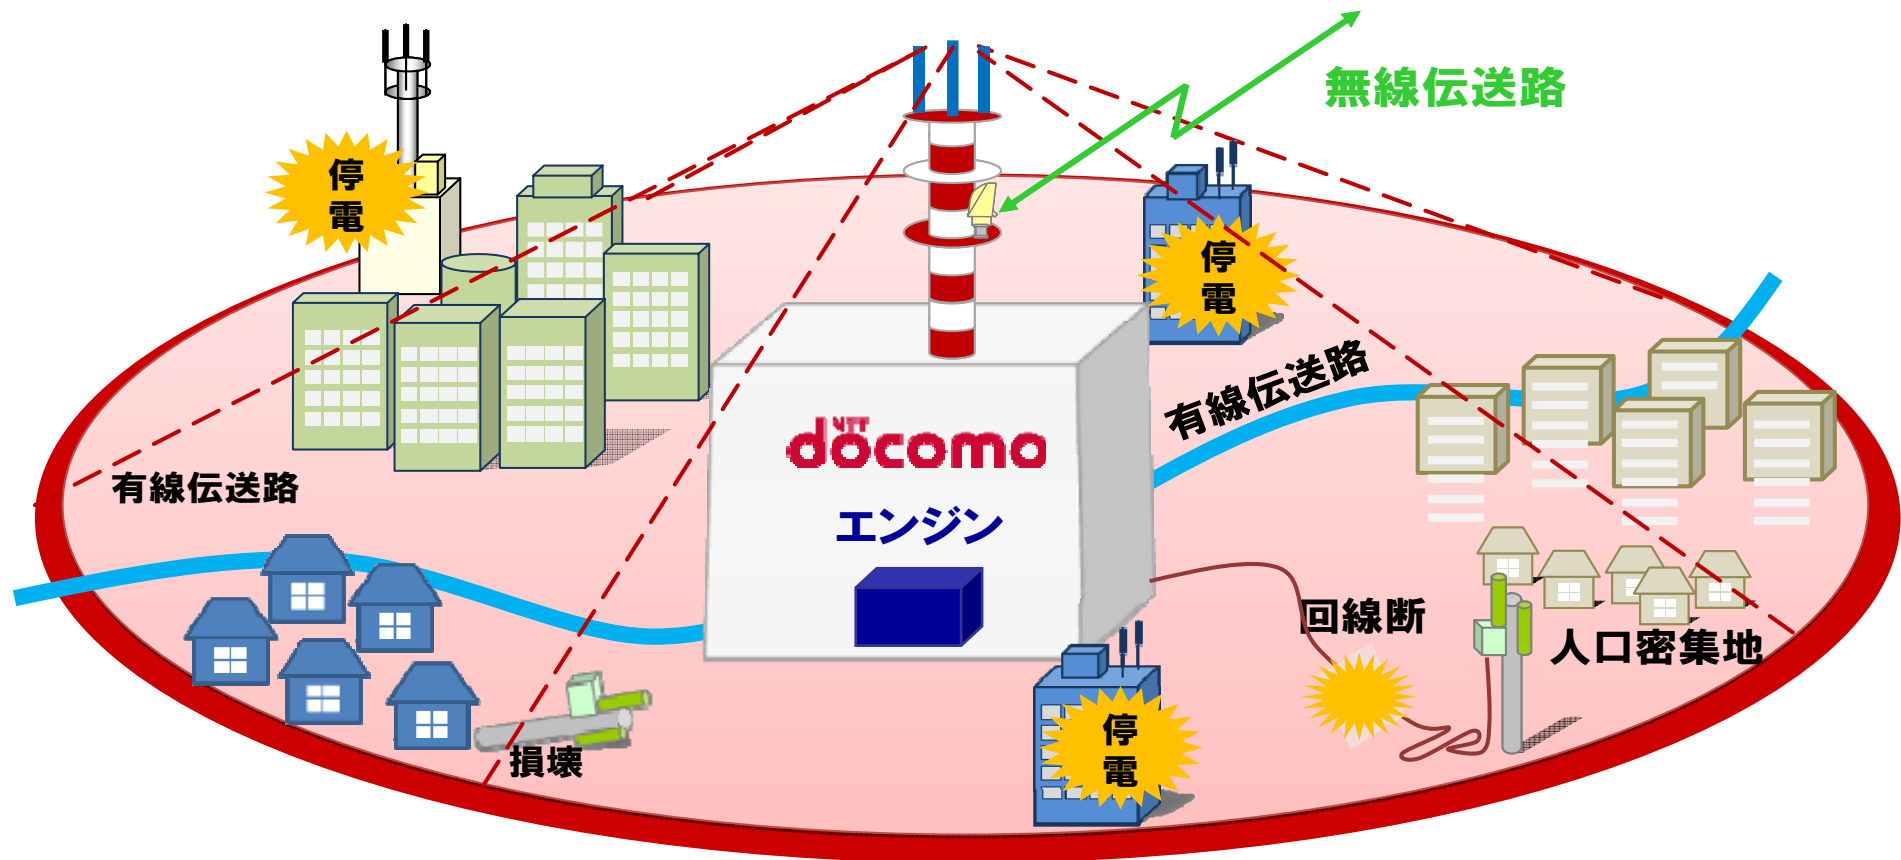 無線伝送路
停
電
停
電
有線伝送路
NTT
docomo
エンジン
有線伝送路
回線断
人口密集地
損壊
停
電